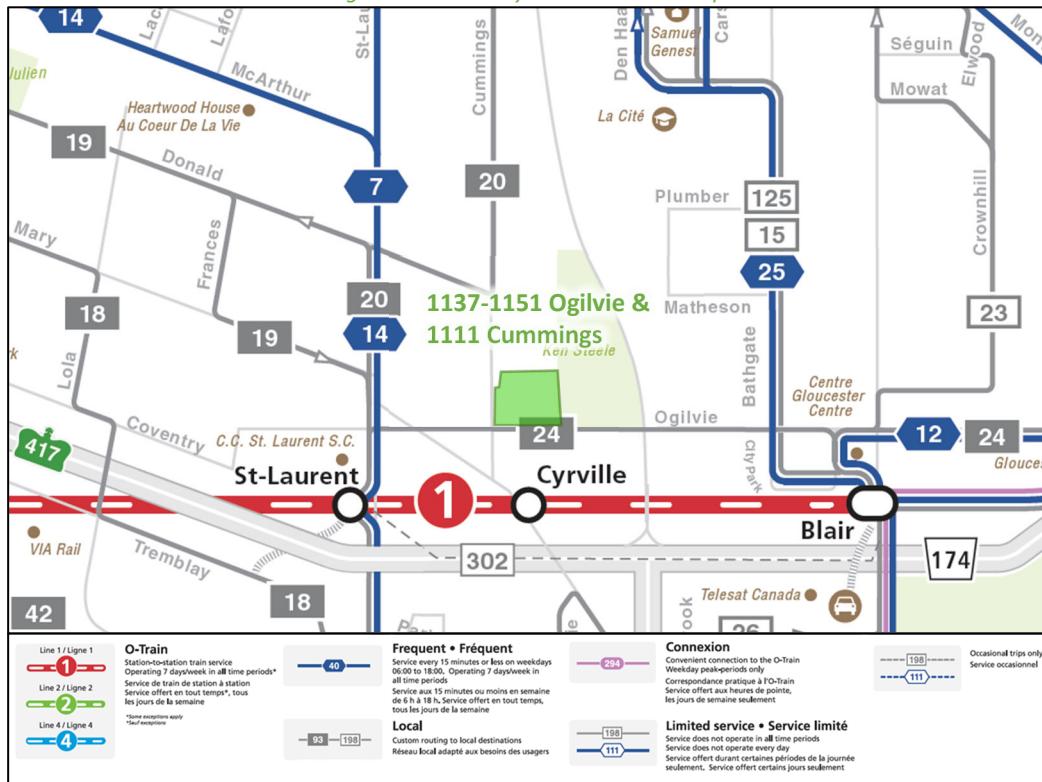 14
Lac
Lafo
St-Lau
Cummings
Den Haa
Samuel
Genest
Cars
Séguin
Elwood
Mon
Mowat
Julien
McArthur
Heartwood House
Au Coeur De La Vie
La Cité
19
Donald
7
20
Plumber
125
15
25
Crownhill
Mary
Frances
Matheson
23
18
20
14
1137-1151 Ogilvie &
1111 Cummings
Ken Steele
19
Lola
Bathgate
Centre
Gloucester
Centre
Coventry
417
C.C. St. Laurent S.C.
24
Ogilvie
12
24
Glouces
City Park
St-Laurent
1
Cyrville
Blair
VIA Rail
Tremblay
302
174
18
42
Telesat Canada
Line 1 / Ligne 1
1
Line 2 / Ligne 2
2
Line 4 / Ligne 4
4
O-Train
Station-to-station train service
Operating 7 days/week in all time periods*
Service de train de station à station
Service offert en tout temps*, tous
les jours de la semaine
*Some exceptions apply
*Sauf exceptions
40
Frequent • Fréquent
Service every 15 minutes or less on weekdays
06:00 to 18:00. Operating 7 days/week in
all time periods
Service aux 15 minutes ou moins en semaine
de 6 h à 18 h. Service offert en tout temps,
tous les jours de la semaine
93 198
Local
Custom routing to local destinations
Réseau local adapté aux besoins des usagers
294
Connexion
Convenient connection to the O-Train
Weekday peak-periods only
Correspondance pratique à l'O-Train
Service offert aux heures de pointe,
les jours de semaine seulement
198
111
Limited service • Service limité
Service does not operate in all time periods
Service does not operate every day
Service offert durant certaines périodes de la journée
seulement. Service offert certains jours seulement
198
111
Occasional trips only
Service occasionnel